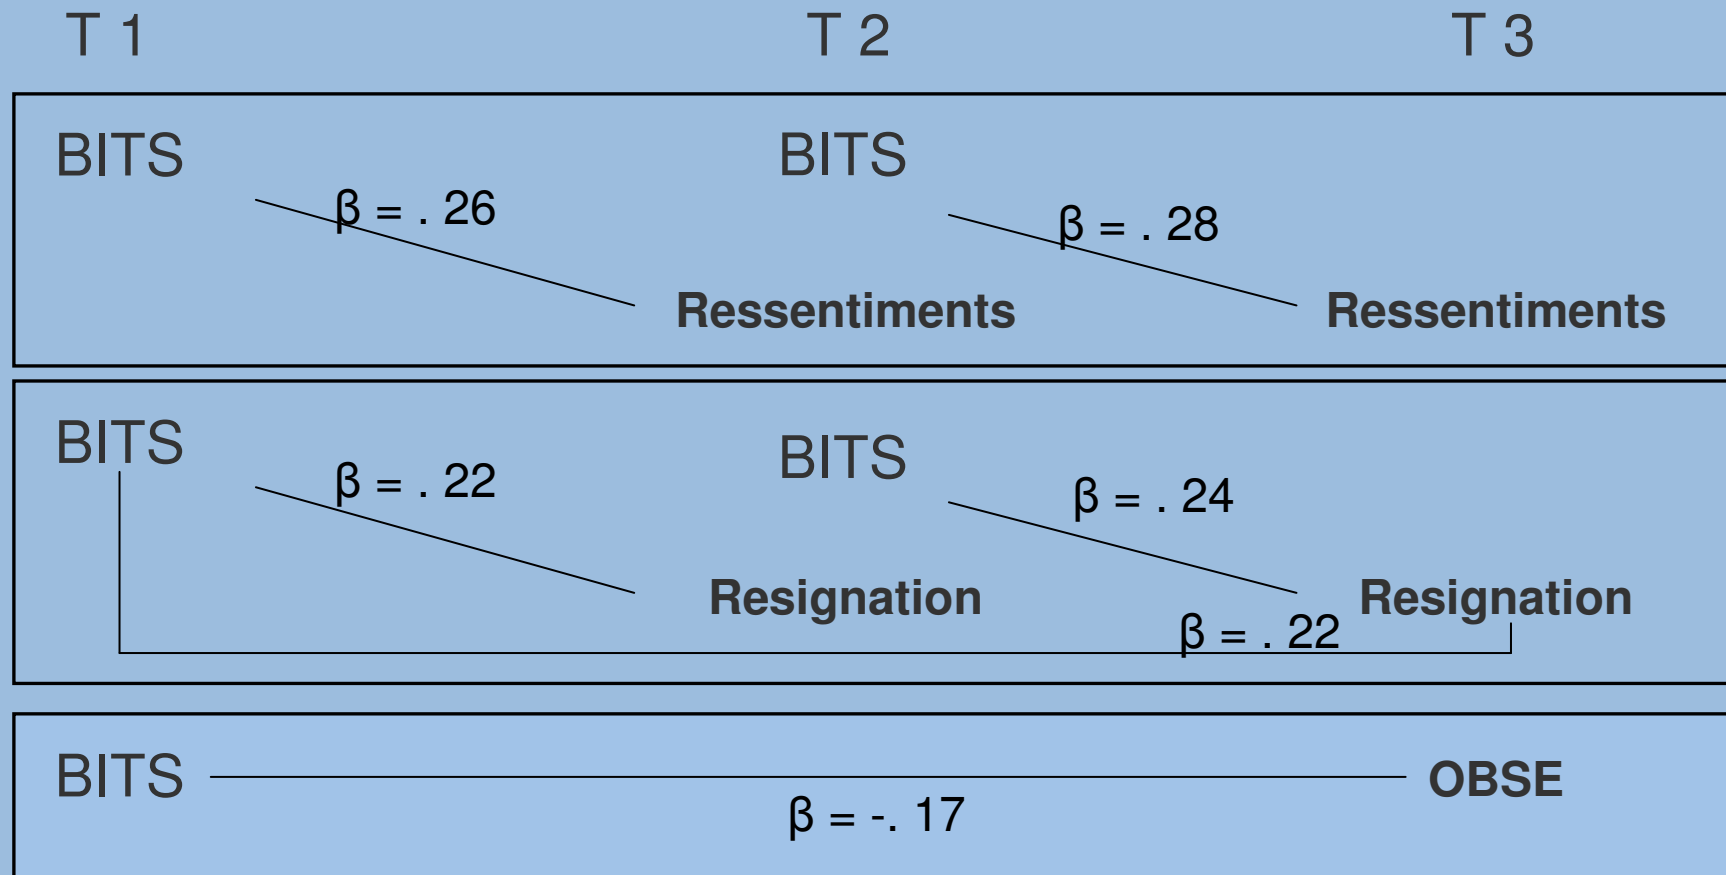 T 1 T 2 T 3
BITS BITS
β = . 26 β = . 28
Ressentiments Ressentiments
BITS BITS
β = . 22 β = . 24
Resignation Resignation
β = . 22
BITS OBSE
β = -. 17